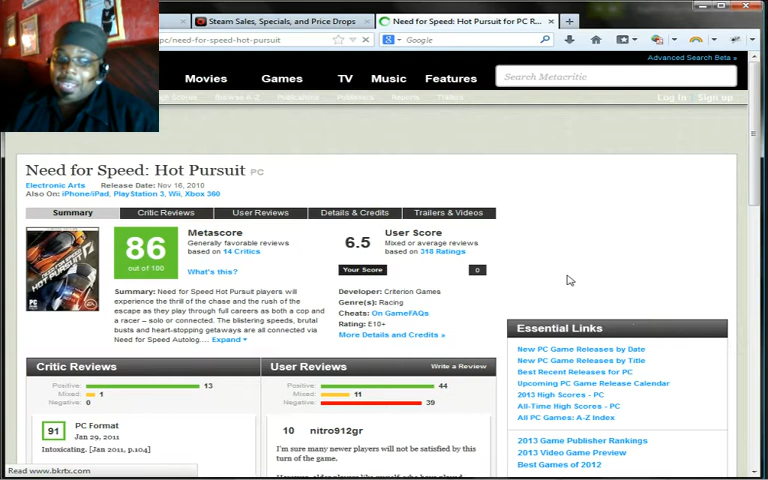 Steam Sales, Specials, and Price Drops
Need for Speed: Hot Pursuit for PC R...
pc/need-for-speed-hot-pursuit
Google
Advanced Search Beta »
Movies Games TV Music Features
Search Metacritic
High Scores Browse A-Z Publications Publishers Reports Trailers
Log In Sign up
Need for Speed: Hot Pursuit PC
Electronic Arts Release Date: Nov 16, 2010
Also On: iPhone/iPad, PlayStation 3, Wii, Xbox 360
Summary Critic Reviews User Reviews Details & Credits Trailers & Videos
86
out of 100
Metascore
Generally favorable reviews
based on 14 Critics
What's this?
6.5
User Score
Mixed or average reviews
based on 318 Ratings
Your Score 0
Summary: Need for Speed Hot Pursuit players will
experience the thrill of the chase and the rush of the
escape as they play through full careers as both a cop and
a racer – solo or connected. The blistering speeds, brutal
busts and heart-stopping getaways are all connected via
Need for Speed Autolog.... Expand
Developer: Criterion Games
Genre(s): Racing
Cheats: On GameFAQs
Rating: E10+
More Details and Credits »
NEED FOR SPEED
HOT PURSUIT
Critic Reviews
Positive: 13
Mixed: 1
Negative: 0
91
PC Format
Jan 29, 2011
Intoxicating. [Jan 2011, p.104]
User Reviews Write a Review
Positive: 44
Mixed: 11
Negative: 39
10 nitro912gr
I'm sure many newer players will not be satisfied by this
turn of the game.
Essential Links
New PC Game Releases by Date
New PC Game Releases by Title
Best Recent Releases for PC
Upcoming PC Game Release Calendar
2013 High Scores - PC
All-Time High Scores - PC
All PC Games: A-Z Index
2013 Game Publisher Rankings
2013 Video Game Preview
Best Games of 2012
Read www.bkrtx.com